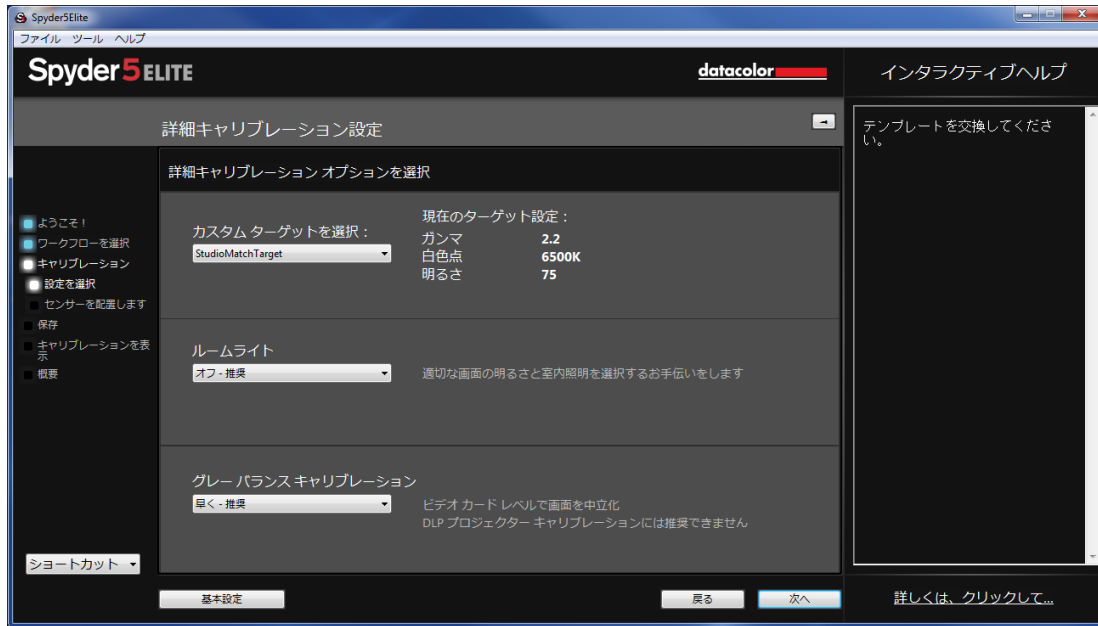 Spyder5Elite
ファイル ツール ヘルプ
Spyder5ELITE
datacolor
インタラクティブヘルプ
詳細キャリブレーション設定
テンプレートを交換してくださ
い。
詳細キャリブレーション オプションを選択
ようこそ！
ワークフローを選択
キャリブレーション
設定を選択
センサーを配置します
保存
キャリブレーションを表
示
概要
カスタム ターゲットを選択：
StudioMatchTarget
現在のターゲット設定：
ガンマ 2.2
白色点 6500K
明るさ 75
ルームライト
オフ - 推奨
適切な画面の明るさと室内照明を選択するお手伝いをします
グレー バランス キャリブレーション
早く - 推奨
ビデオ カード レベルで画面を中立化
DLP プロジェクター キャリブレーションには推奨できません
ショートカット
基本設定
戻る
次へ
詳しくは、クリックして...